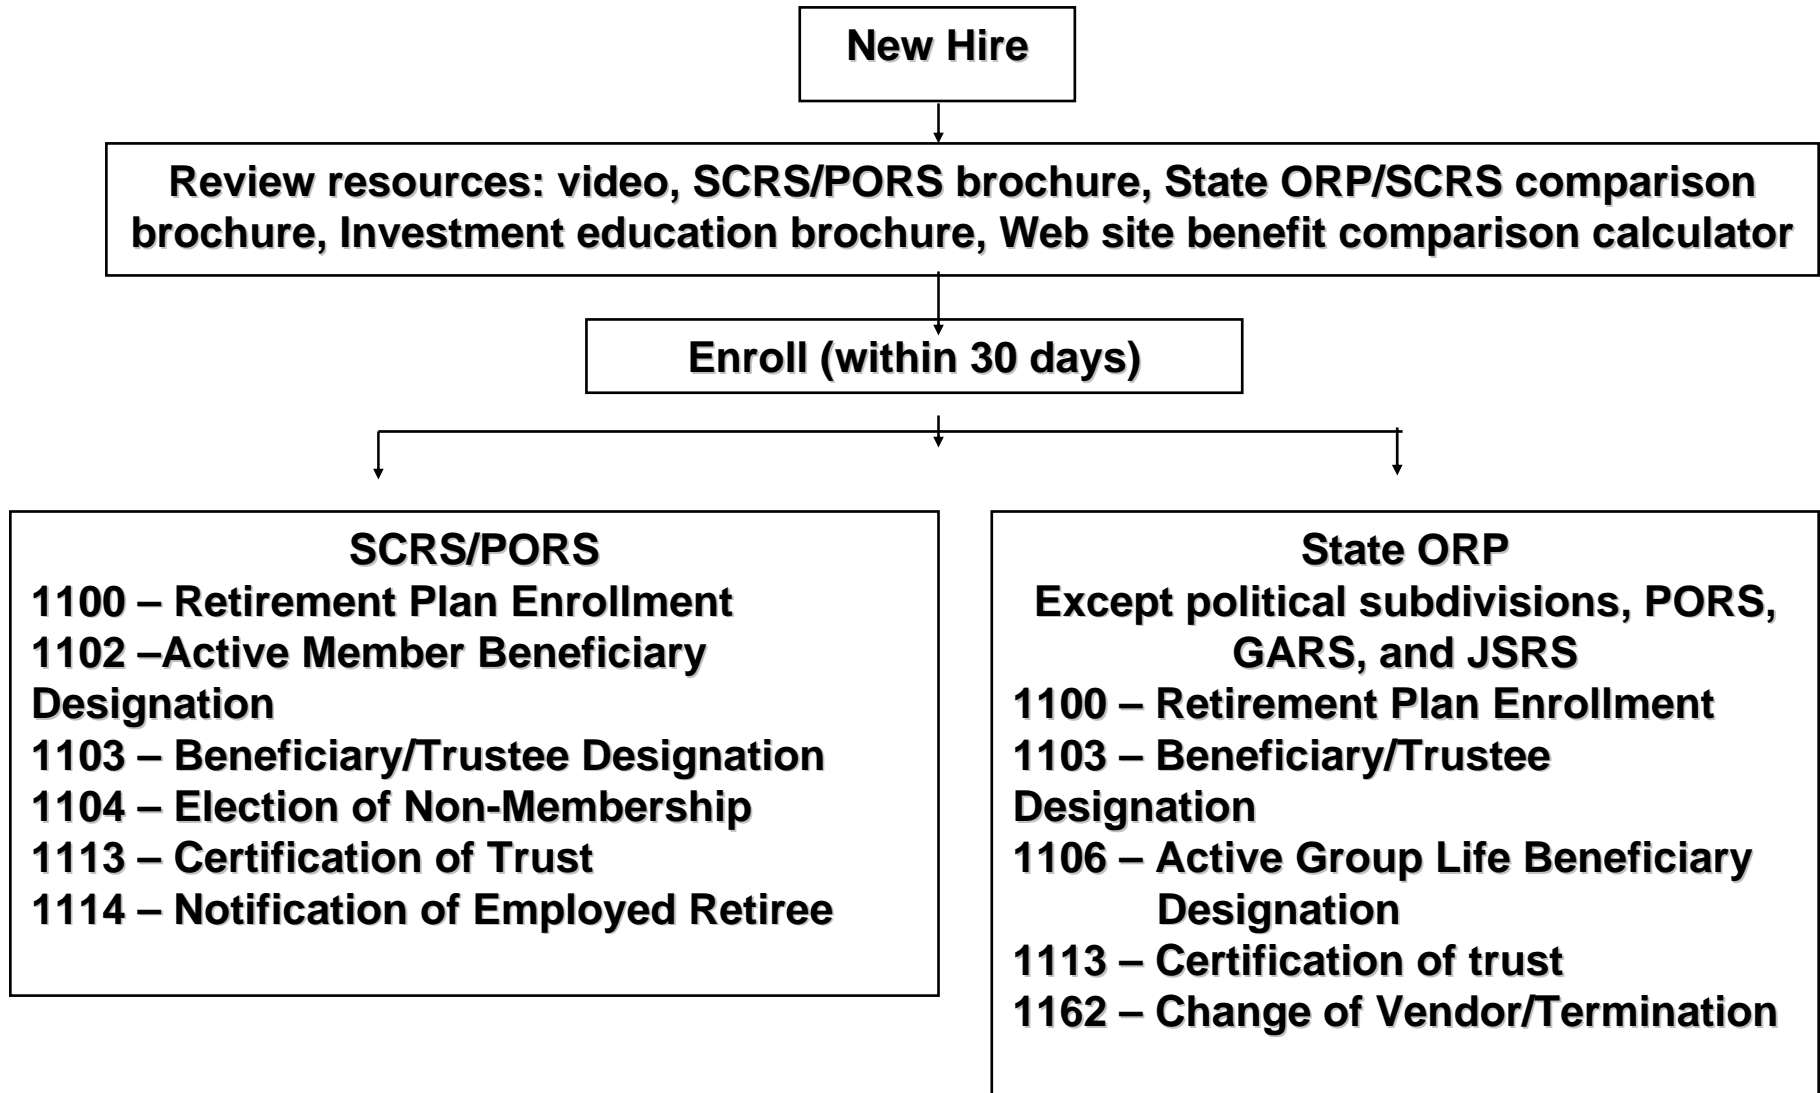 New Hire
Review resources: video, SCRS/PORS brochure, State ORP/SCRS comparison
brochure, Investment education brochure, Web site benefit comparison calculator
Enroll (within 30 days)
SCRS/PORS
1100 – Retirement Plan Enrollment
1102 –Active Member Beneficiary
Designation
1103 – Beneficiary/Trustee Designation
1104 – Election of Non-Membership
1113 – Certification of Trust
1114 – Notification of Employed Retiree
State ORP
Except political subdivisions, PORS,
GARS, and JSRS
1100 – Retirement Plan Enrollment
1103 – Beneficiary/Trustee
Designation
1106 – Active Group Life Beneficiary
Designation
1113 – Certification of trust
1162 – Change of Vendor/Termination